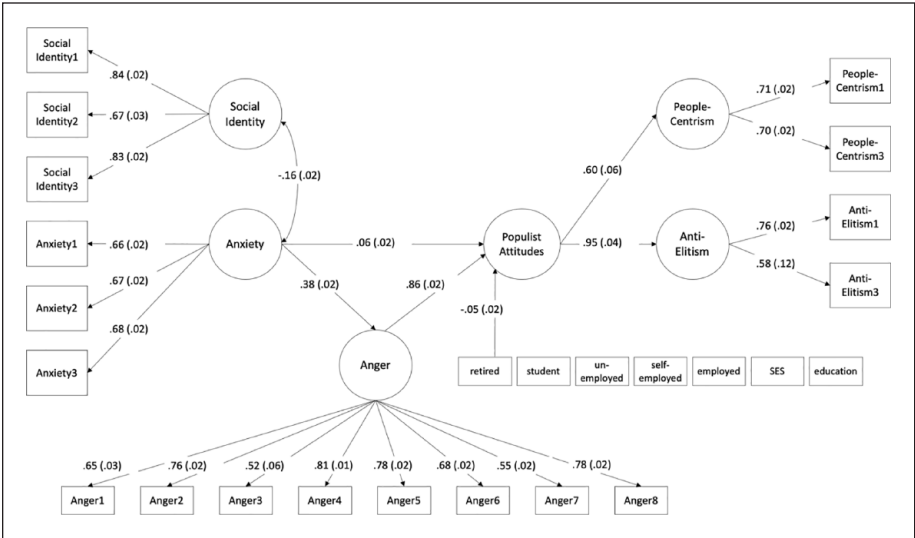 Social
Identity1
.84 (.02)
Social
Identity2
.67 (.03)
Social
Identity3
.83 (.02)
Social
Identity
-.16 (.02)
Anxiety1
.66 (.02)
Anxiety2
.67 (.02)
Anxiety3
.68 (.02)
Anxiety
.06 (.02)
.38 (.02)
.86 (.02)
Populist
Attitudes
-.05 (.02)
.60 (.06)
.95 (.04)
People-
Centrism
.71 (.02)
People-
Centrism1
.70 (.02)
People-
Centrism3
Anti-
Elitism
.76 (.02)
Anti-
Elitism1
.58 (.12)
Anti-
Elitism3
Anger
retired
student
un-
employed
self-
employed
employed
SES
education
.65 (.03)
.76 (.02)
.52 (.06)
.81 (.01)
.78 (.02)
.68 (.02)
.55 (.02)
.78 (.02)
Anger1
Anger2
Anger3
Anger4
Anger5
Anger6
Anger7
Anger8